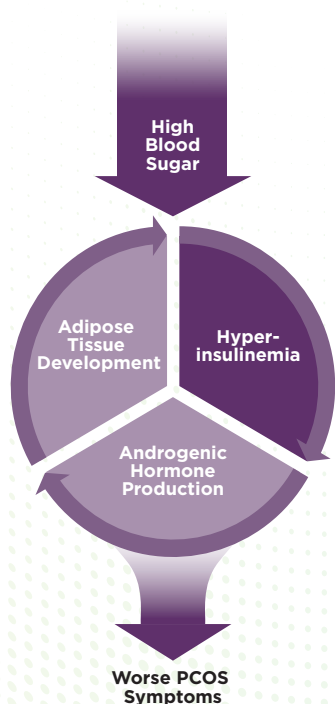 High
Blood
Sugar
Adipose
Tissue
Development
Hyper-
insulinemia
Androgenic
Hormone
Production
Worse PCOS
Symptoms